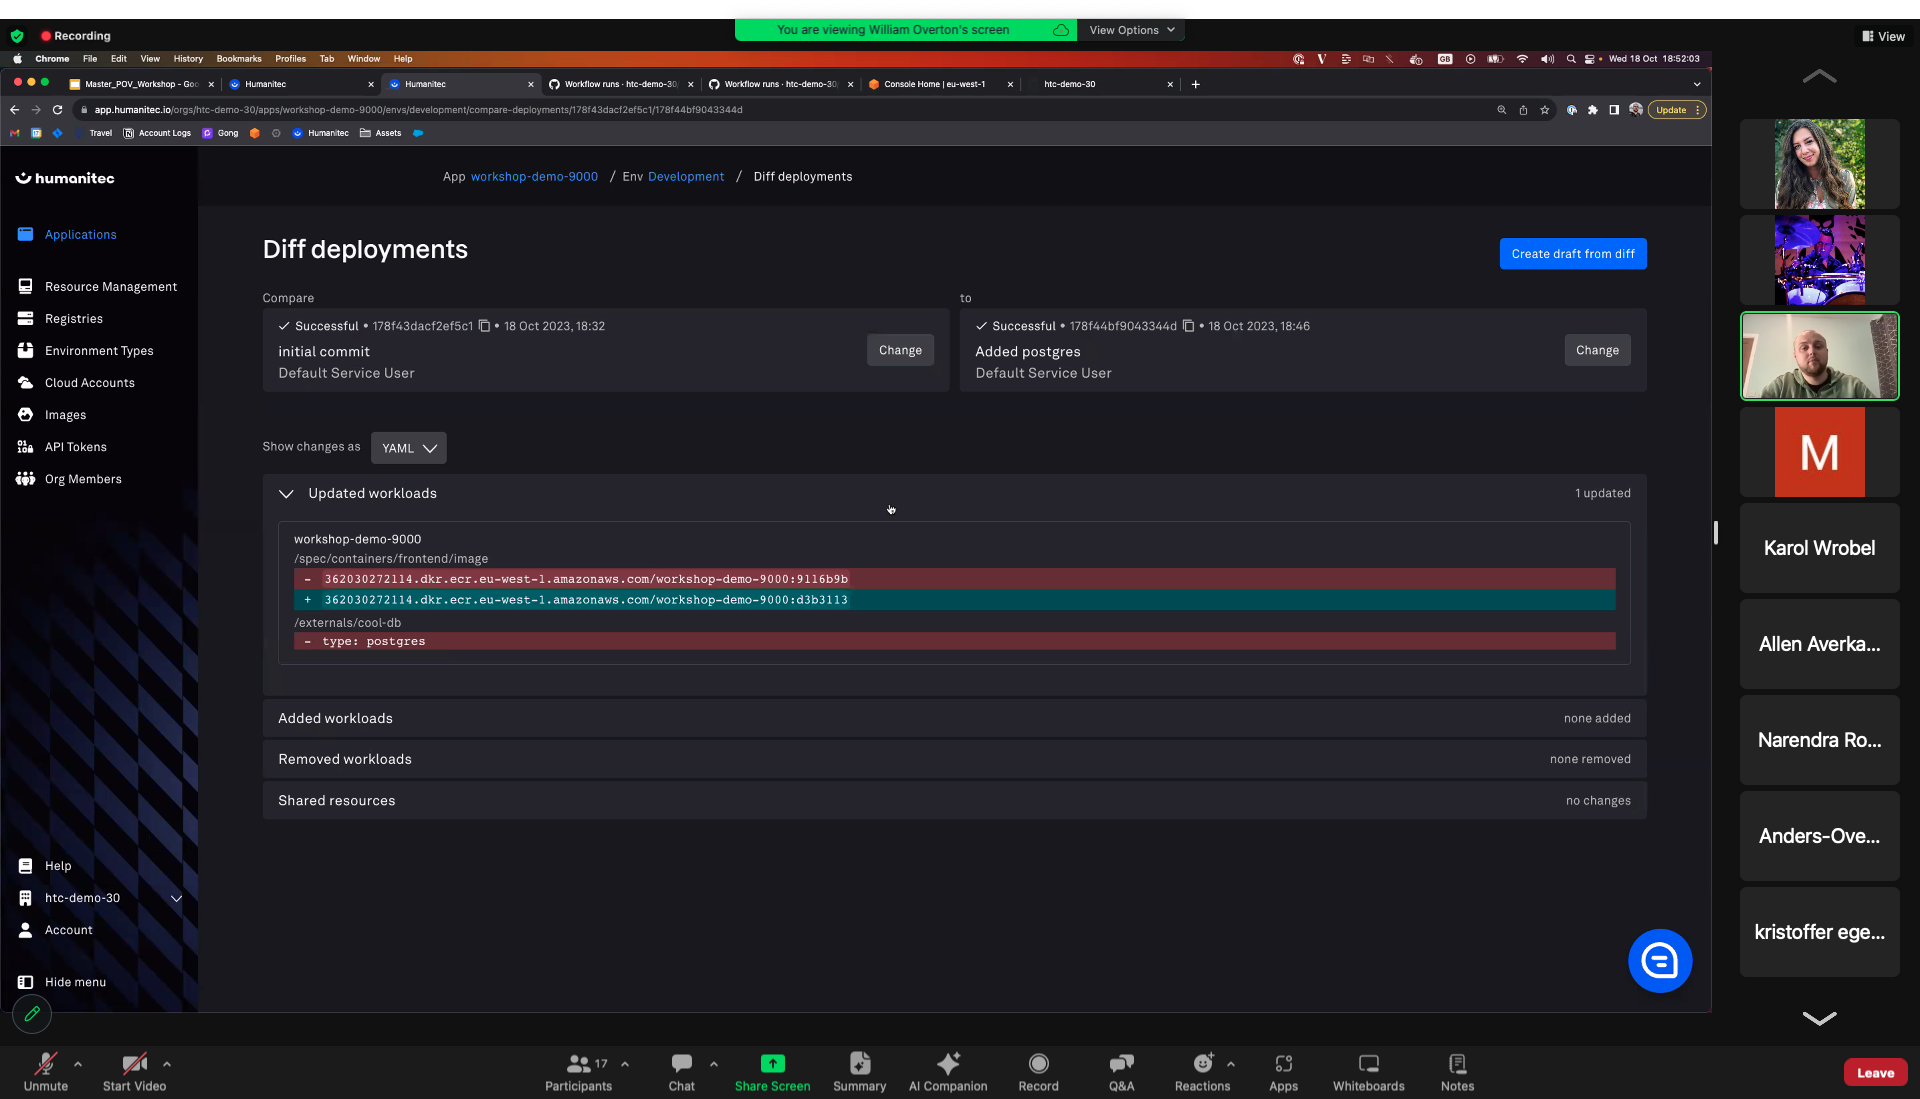 You are viewing William Overton's screen
View Options
Recording
View
Chrome File Edit View History Bookmarks Profiles Tab Window Help
GB
Wed 18 Oct 18:52:03
Master_POV_Workshop - Goo
Humanitec
Humanitec
Workflow runs · htc-demo-30/
Workflow runs · htc-demo-30/
Console Home | eu-west-1
htc-demo-30
app.humanitec.io/orgs/htc-demo-30/apps/workshop-demo-9000/envs/development/compare-deployments/178f43dacf2ef5c1/178f44bf9043344d
Update
Travel
Account Logs
Gong
Humanitec
Assets
humanitec
App workshop-demo-9000 / Env Development / Diff deployments
Applications
Resource Management
Registries
Environment Types
Cloud Accounts
Images
API Tokens
Org Members
Help
htc-demo-30
Account
Hide menu
Diff deployments
Create draft from diff
Compare
Successful • 178f43dacf2ef5c1 • 18 Oct 2023, 18:32
initial commit
Default Service User
Change
to
Successful • 178f44bf9043344d • 18 Oct 2023, 18:46
Added postgres
Default Service User
Change
Show changes as YAML
Updated workloads
1 updated
workshop-demo-9000
/spec/containers/frontend/image
- 362030272114.dkr.ecr.eu-west-1.amazonaws.com/workshop-demo-9000:9116b9b
+ 362030272114.dkr.ecr.eu-west-1.amazonaws.com/workshop-demo-9000:d3b3113
/externals/cool-db
- type: postgres
Added workloads
none added
Removed workloads
none removed
Shared resources
no changes
M
Karol Wrobel
Allen Averka...
Narendra Ro...
Anders-Ove...
kristoffer ege...
Unmute
Start Video
17
Participants
Chat
Share Screen
Summary
AI Companion
Record
Q&A
Reactions
Apps
Whiteboards
Notes
Leave